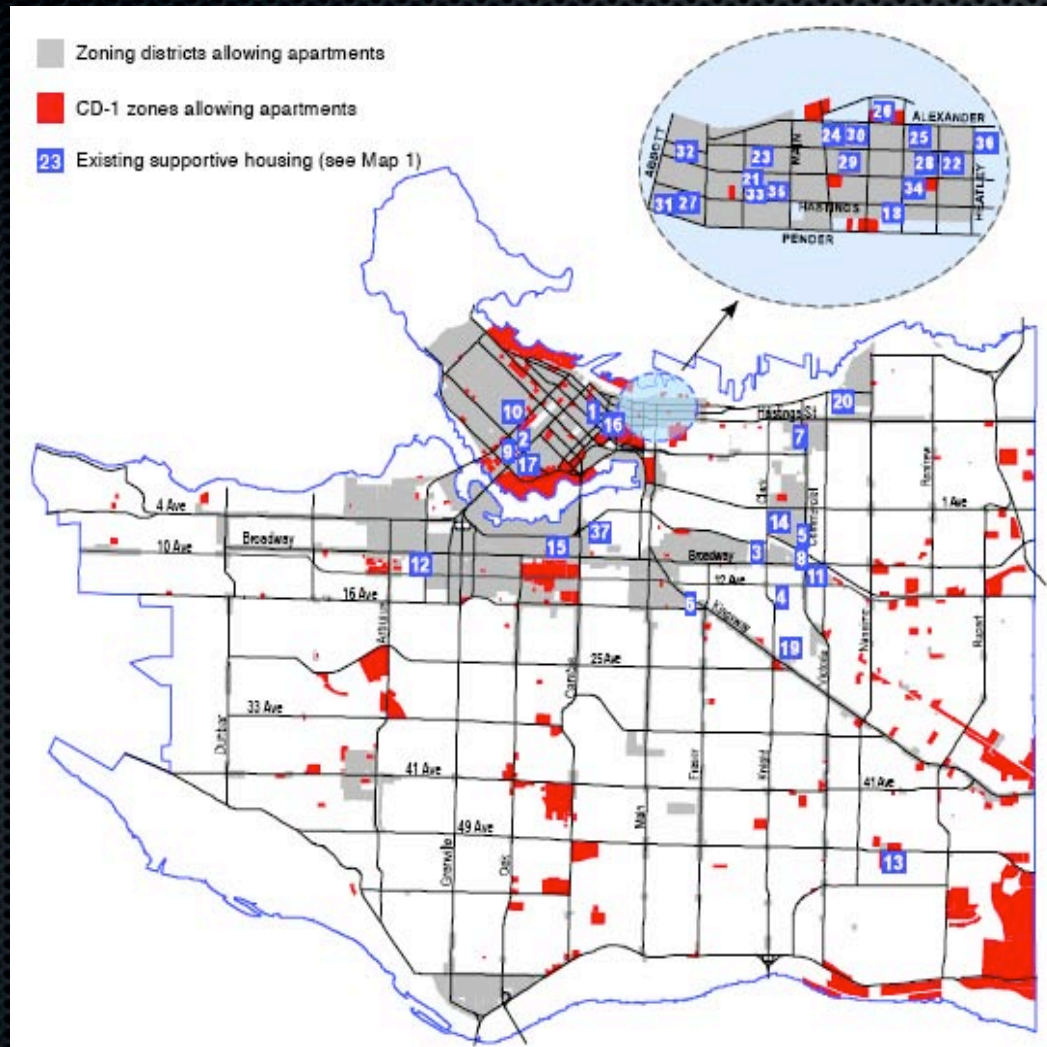 Zoning districts allowing apartments
CD-1 zones allowing apartments
23 Existing supportive housing (see Map 1)
26
ALEXANDER
ABBOTT
MAIN
24 30
25
36
32
23
29
28 22
HEATLEY
21
34
33 35
31 27
HASTINGS
18
PENDER
20
10
1
Hastings St
16
2
7
9
17
Clark
Commercial
Renfrew
4 Ave
1 Ave
14
5
37
Broadway
15
Broadway
3
8
10 Ave
12
12 Ave
11
16 Ave
4
6
Kingsway
Arbutus
Nanaimo
Rupert
19
25 Ave
Victoria
Cambie
33 Ave
Dunbar
41 Ave
Fraser
Knight
41 Ave
Main
49 Ave
13
Granville
Oak